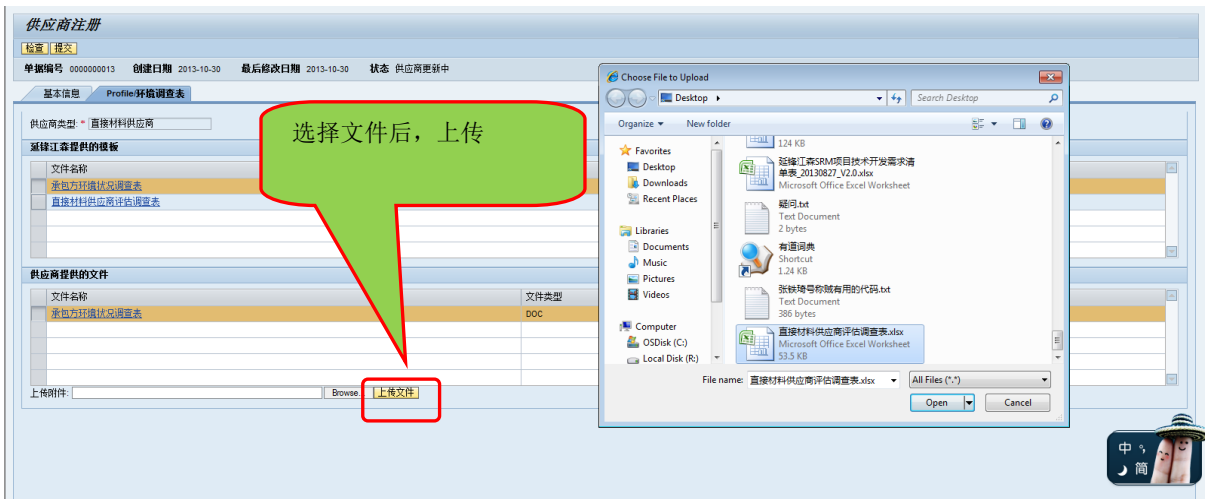 供应商注册
检查 提交
单据编号 0000000013 创建日期 2013-10-30 最后修改日期 2013-10-30 状态 供应商更新中
基本信息 Profile/环境调查表
供应商类型: * 直接材料供应商
延锋江森提供的模板
文件名称
承包方环境状况调查表
直接材料供应商评估调查表
供应商提供的文件
文件名称 文件类型
承包方环境状况调查表 DOC
上传附件: Browse. 上传文件
选择文件后，上传
Choose File to Upload
Desktop
Search Desktop
Organize New folder
Favorites
Desktop
Downloads
Recent Places
Libraries
Documents
Music
Pictures
Videos
Computer
OSDisk (C:)
Local Disk (R:)
124 KB
延锋江森SRM项目技术开发需求清
单表_20130827_V2.0.xlsx
Microsoft Office Excel Worksheet
疑问.txt
Text Document
2 bytes
有道词典
Shortcut
1.24 KB
张铁琦号称贼有用的代码.txt
Text Document
386 bytes
直接材料供应商评估调查表.xlsx
Microsoft Office Excel Worksheet
53.5 KB
File name: 直接材料供应商评估调查表.xlsx All Files (*.*)
Open Cancel
中 °,
简